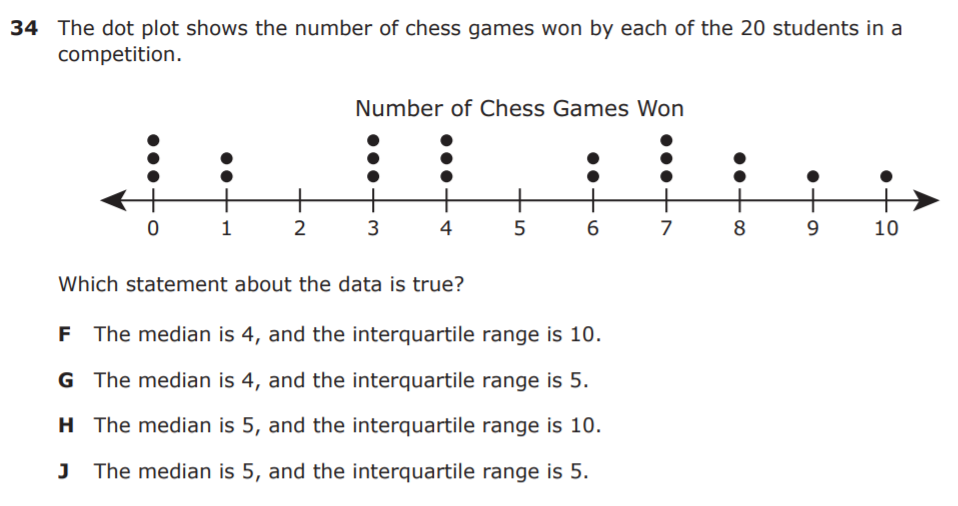 34 The dot plot shows the number of chess games won by each of the 20 students in a
competition.
Number of Chess Games Won
0 1 2 3 4 5 6 7 8 9 10
Which statement about the data is true?
F The median is 4, and the interquartile range is 10.
G The median is 4, and the interquartile range is 5.
H The median is 5, and the interquartile range is 10.
J The median is 5, and the interquartile range is 5.